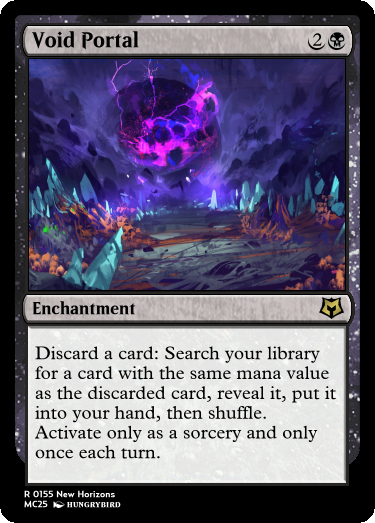 Void Portal 2
Enchantment
Discard a card: Search your library
for a card with the same mana value
as the discarded card, reveal it, put it
into your hand, then shuffle.
Activate only as a sorcery and only
once each turn.
R 0155 New Horizons
MC25 HUNGRYBIRD